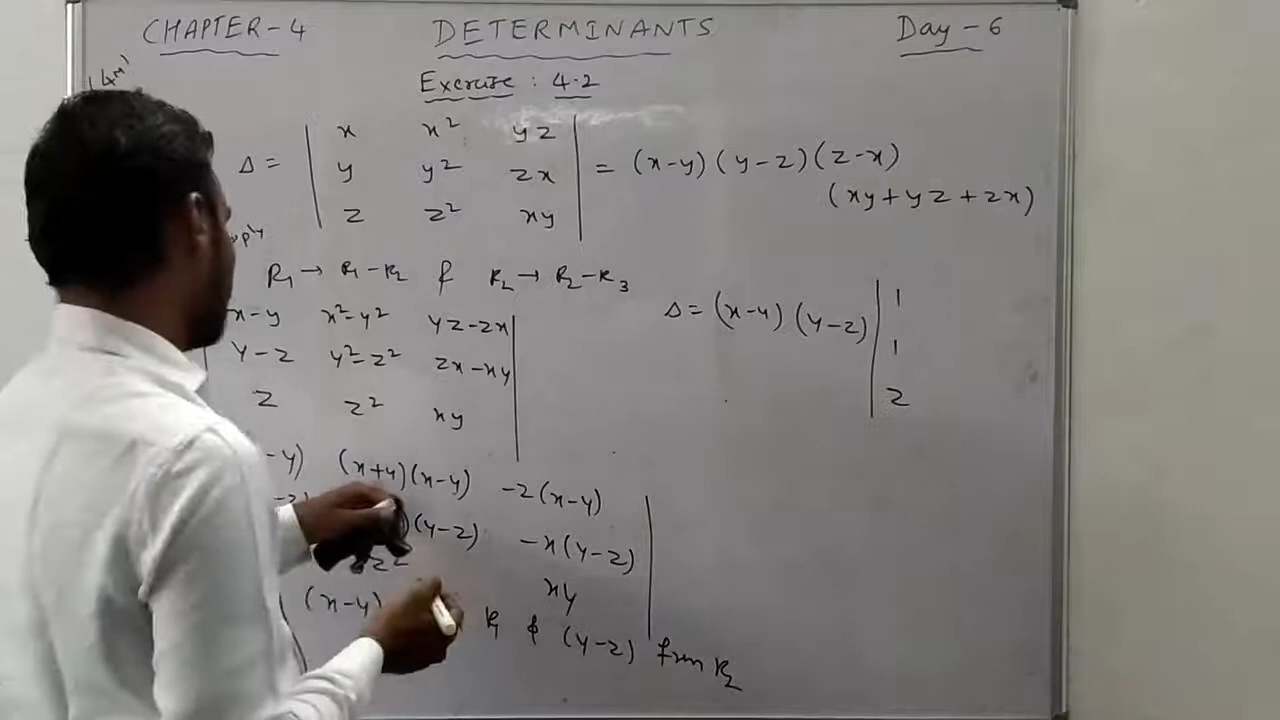 CHAPTER-4 DETERMINANTS Day-6
(4M)
Exercise : 4.2
Δ = | x x² yz |
| y y² zx |
| z z² xy |
= (x-y)(y-z)(z-x)
(xy+yz+zx)
R₁→R₁-R₂ & R₂→R₂-R₃
x-y x²-y² yz-zx |
y-z y²-z² zx-xy |
z z² xy |
-y) (x+y)(x-y) -z(x-y) |
)(y-z) -x(y-z) |
z² xy |
(x-y) R₁ & (y-z) from R₂
Δ = (x-y)(y-z) | 1
| 1
| z